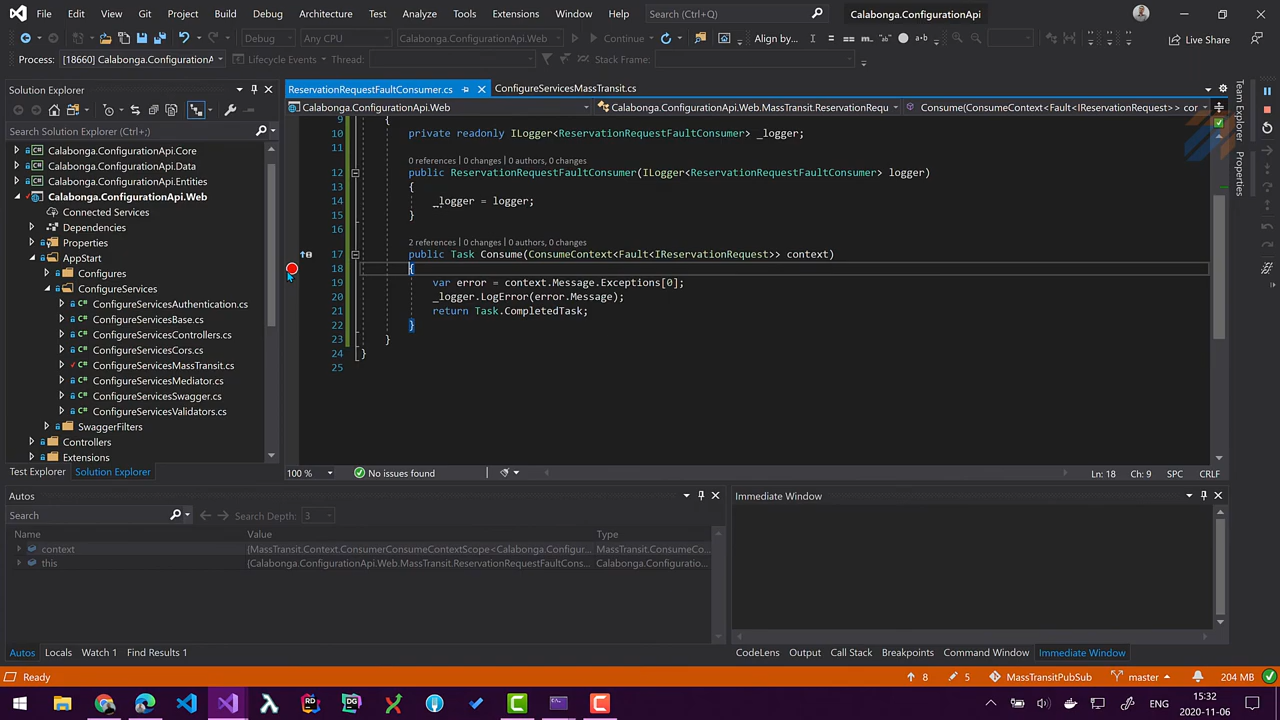 File Edit View Git Project Build Debug Architecture Test Analyze Tools Extensions Window Help Search (Ctrl+Q) Calabonga.ConfigurationApi
Debug Any CPU Calabonga.ConfigurationApi.Web Continue Align by... Live Share
Process: [18660] Calabonga.ConfigurationA Lifecycle Events Thread: Stack Frame:
Solution Explorer
Search Solution Explorer (Ctrl+;)
Calabonga.ConfigurationApi.Core
Calabonga.ConfigurationApi.Data
Calabonga.ConfigurationApi.Entities
Calabonga.ConfigurationApi.Web
Connected Services
Dependencies
Properties
AppStart
Configures
ConfigureServices
ConfigureServicesAuthentication.cs
ConfigureServicesBase.cs
ConfigureServicesControllers.cs
ConfigureServicesCors.cs
ConfigureServicesMassTransit.cs
ConfigureServicesMediator.cs
ConfigureServicesSwagger.cs
ConfigureServicesValidators.cs
SwaggerFilters
Controllers
Extensions
Test Explorer Solution Explorer
ReservationRequestFaultConsumer.cs ConfigureServicesMassTransit.cs
Calabonga.ConfigurationApi.Web Calabonga.ConfigurationApi.Web.MassTransit.ReservationRequ Consume(ConsumeContext<Fault<IReservationRequest>> cor
9 {
10 private readonly ILogger<ReservationRequestFaultConsumer> _logger;
11
0 references | 0 changes | 0 authors, 0 changes
12 public ReservationRequestFaultConsumer(ILogger<ReservationRequestFaultConsumer> logger)
13 {
14 _logger = logger;
15 }
16
2 references | 0 changes | 0 authors, 0 changes
17 public Task Consume(ConsumeContext<Fault<IReservationRequest>> context)
18 {
19 var error = context.Message.Exceptions[0];
20 _logger.LogError(error.Message);
21 return Task.CompletedTask;
22 }
23 }
24 }
25
100 % No issues found Ln: 18 Ch: 9 SPC CRLF
Team Explorer
Properties
Autos
Search Search Depth: 3
Name Value Type
context {MassTransit.Context.ConsumerConsumeContextScope<Calabonga.Configur... MassTransit.ConsumeCo...
this {Calabonga.ConfigurationApi.Web.MassTransit.ReservationRequestFaultCons... Calabonga.Configuratio...
Autos Locals Watch 1 Find Results 1
Immediate Window
CodeLens Output Call Stack Breakpoints Command Window Immediate Window
Ready 8 5 MassTransitPubSub master 204 MB
RD DG
ENG 15:32
2020-11-06